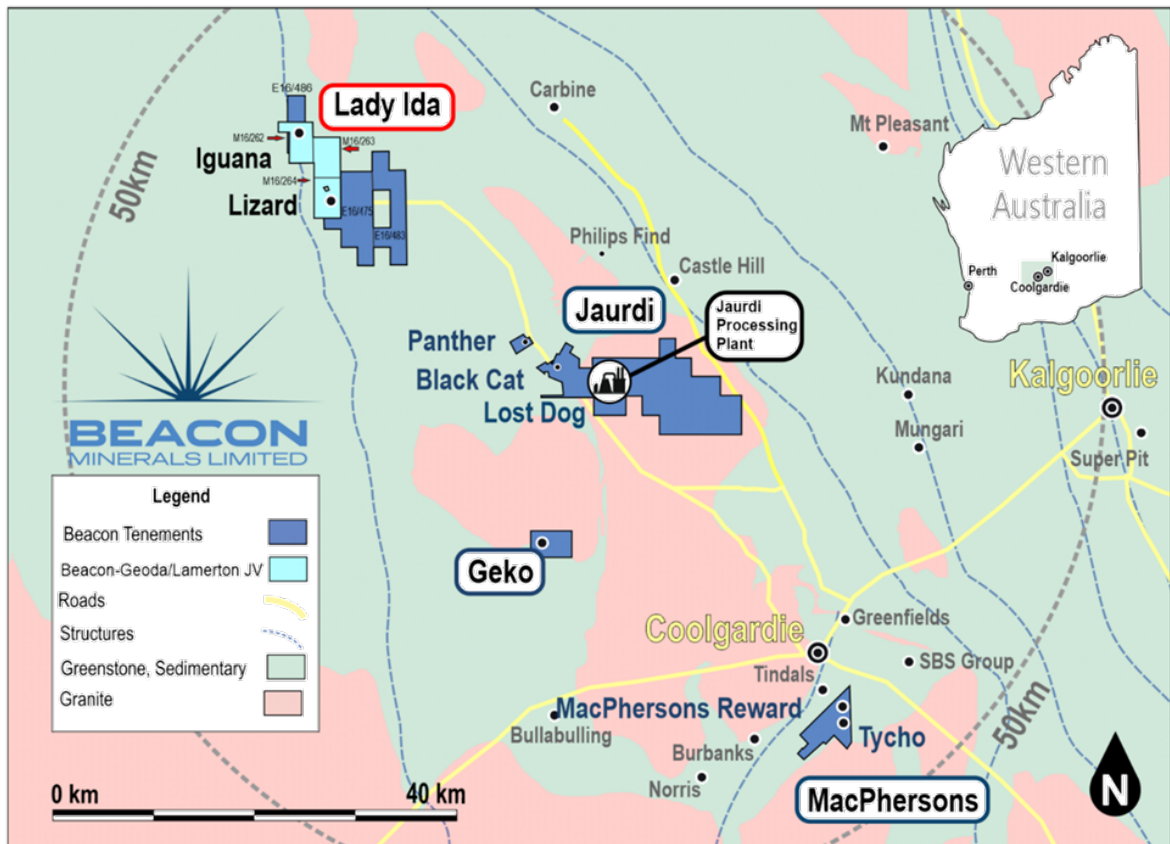 E16/486
Lady Ida
Carbine
Mt Pleasant
M16/262
M16/263
Iguana
M16/264
Lizard
E16/475
E16/483
50km
Western
Australia
Perth
Kalgoorlie
Coolgardie
Philips Find
Castle Hill
Jaurdi
Jaurdi
Processing
Plant
Panther
Black Cat
Lost Dog
Kundana
Kalgoorlie
Mungari
Super Pit
BEACON
MINERALS LIMITED
Legend
Beacon Tenements
Beacon-Geoda/Lamerton JV
Roads
Structures
Greenstone, Sedimentary
Granite
Geko
Greenfields
Coolgardie
SBS Group
Tindals
MacPhersons Reward
Tycho
Bullabulling
Burbanks
Norris
50km
MacPhersons
N
0 km
40 km